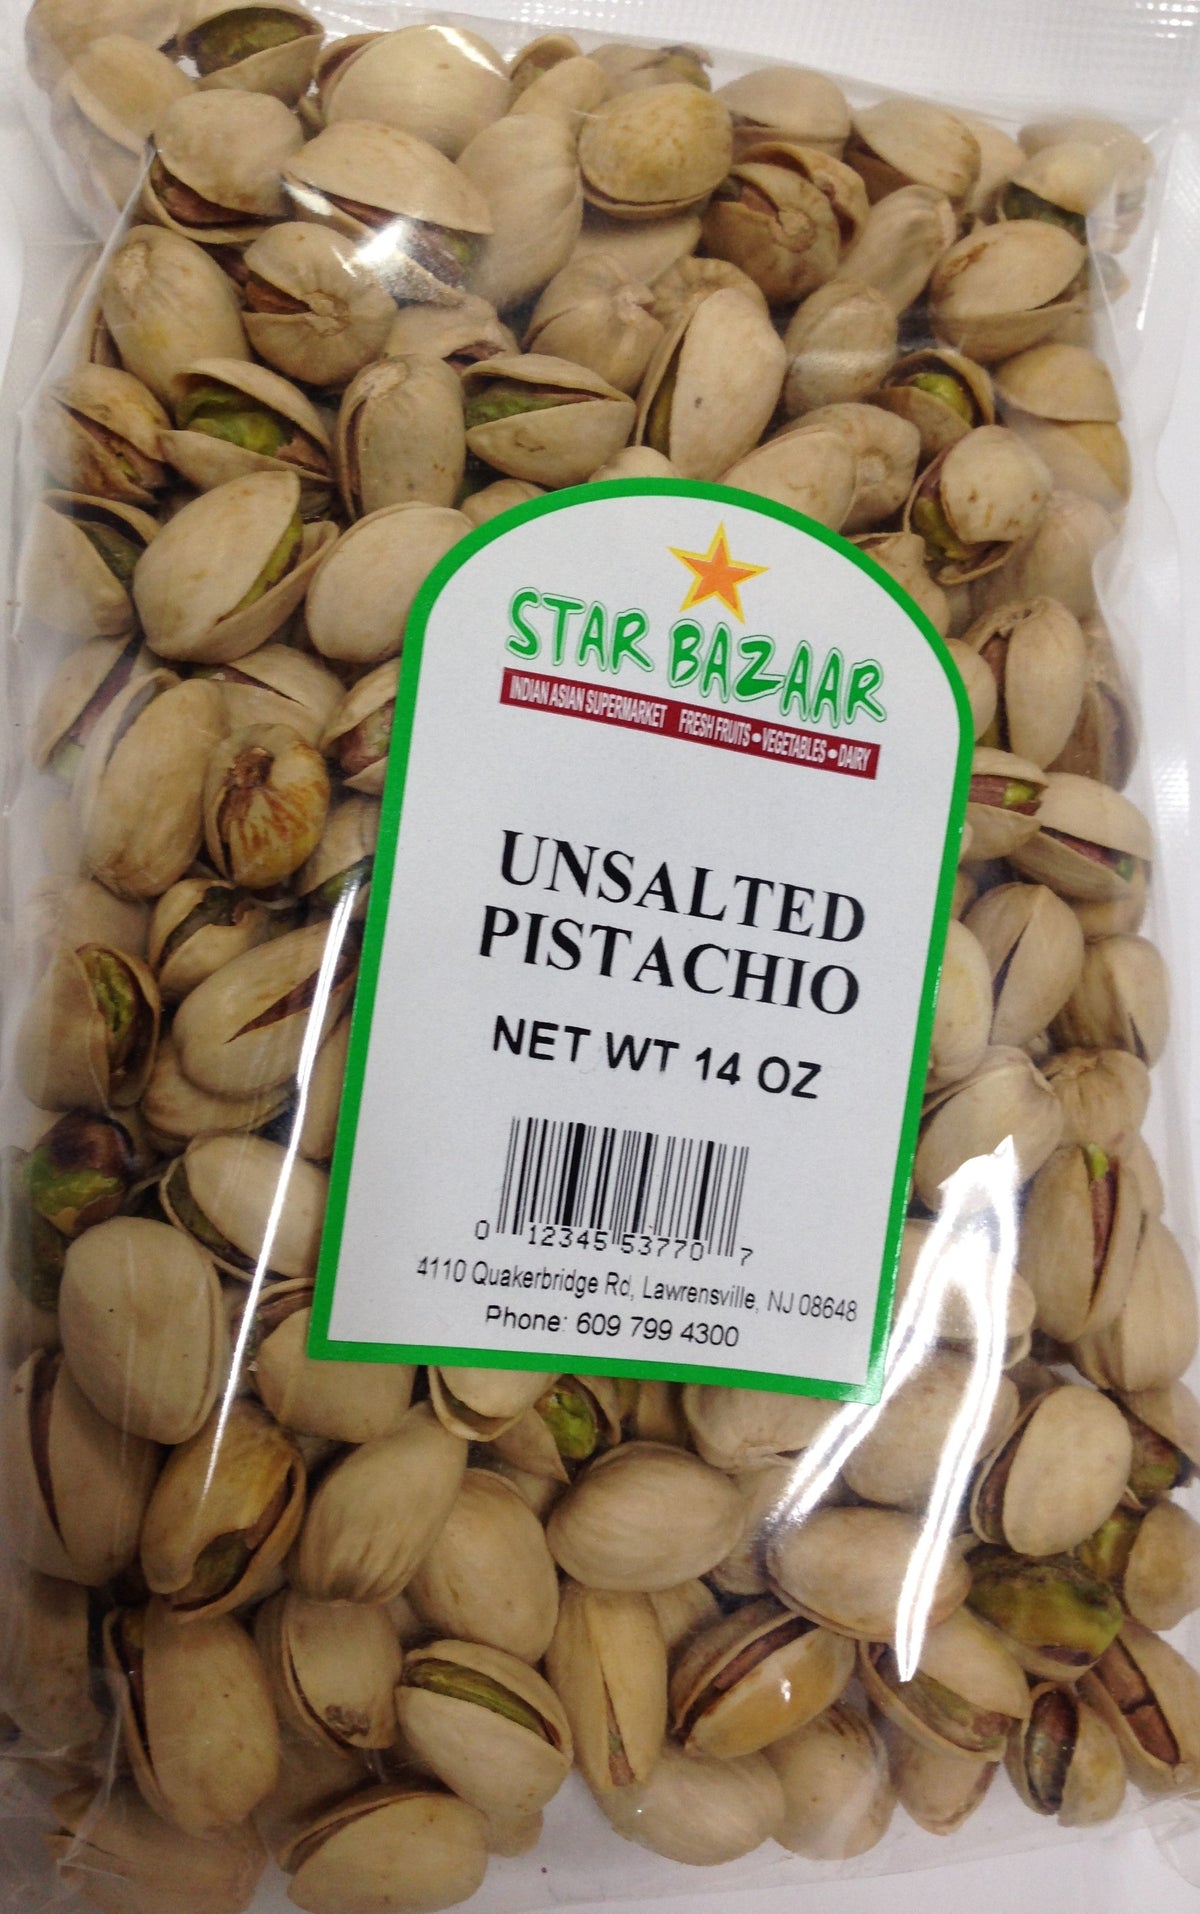 STAR BAZAAR
INDIAN ASIAN SUPERMARKET FRESH FRUITS • VEGETABLES • DAIRY
UNSALTED
PISTACHIO
NET WT 14 OZ
0 12345 53770 7
4110 Quakerbridge Rd, Lawrensville, NJ 08648
Phone: 609 799 4300